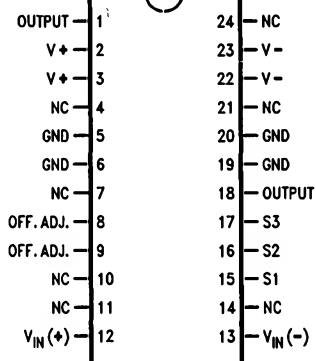 OUTPUT 1 24 NC
V+ 2 23 V-
V+ 3 22 V-
NC 4 21 NC
GND 5 20 GND
GND 6 19 GND
NC 7 18 OUTPUT
OFF. ADJ. 8 17 S3
OFF. ADJ. 9 16 S2
NC 10 15 S1
NC 11 14 NC
VIN (+) 12 13 VIN (-)